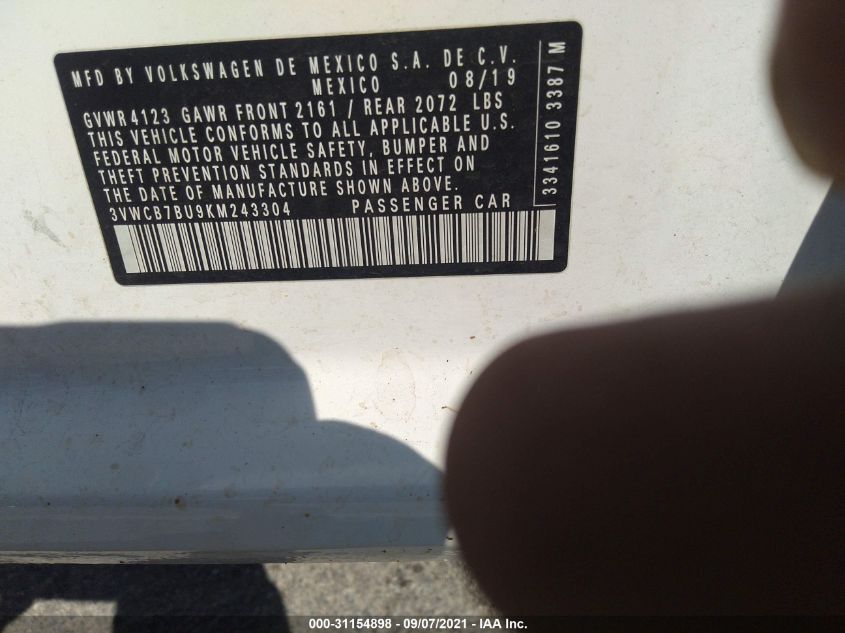 MFD BY VOLKSWAGEN DE MEXICO S.A. DE C.V.
MEXICO 08/19
GVWR 4123 GAWR FRONT 2161 / REAR 2072 LBS
THIS VEHICLE CONFORMS TO ALL APPLICABLE U.S.
FEDERAL MOTOR VEHICLE SAFETY, BUMPER AND
THEFT PREVENTION STANDARDS IN EFFECT ON
THE DATE OF MANUFACTURE SHOWN ABOVE.
3VWCB7BU9KM243304 PASSENGER CAR
3341610 3387 M
000-31154898 - 09/07/2021 - IAA Inc.